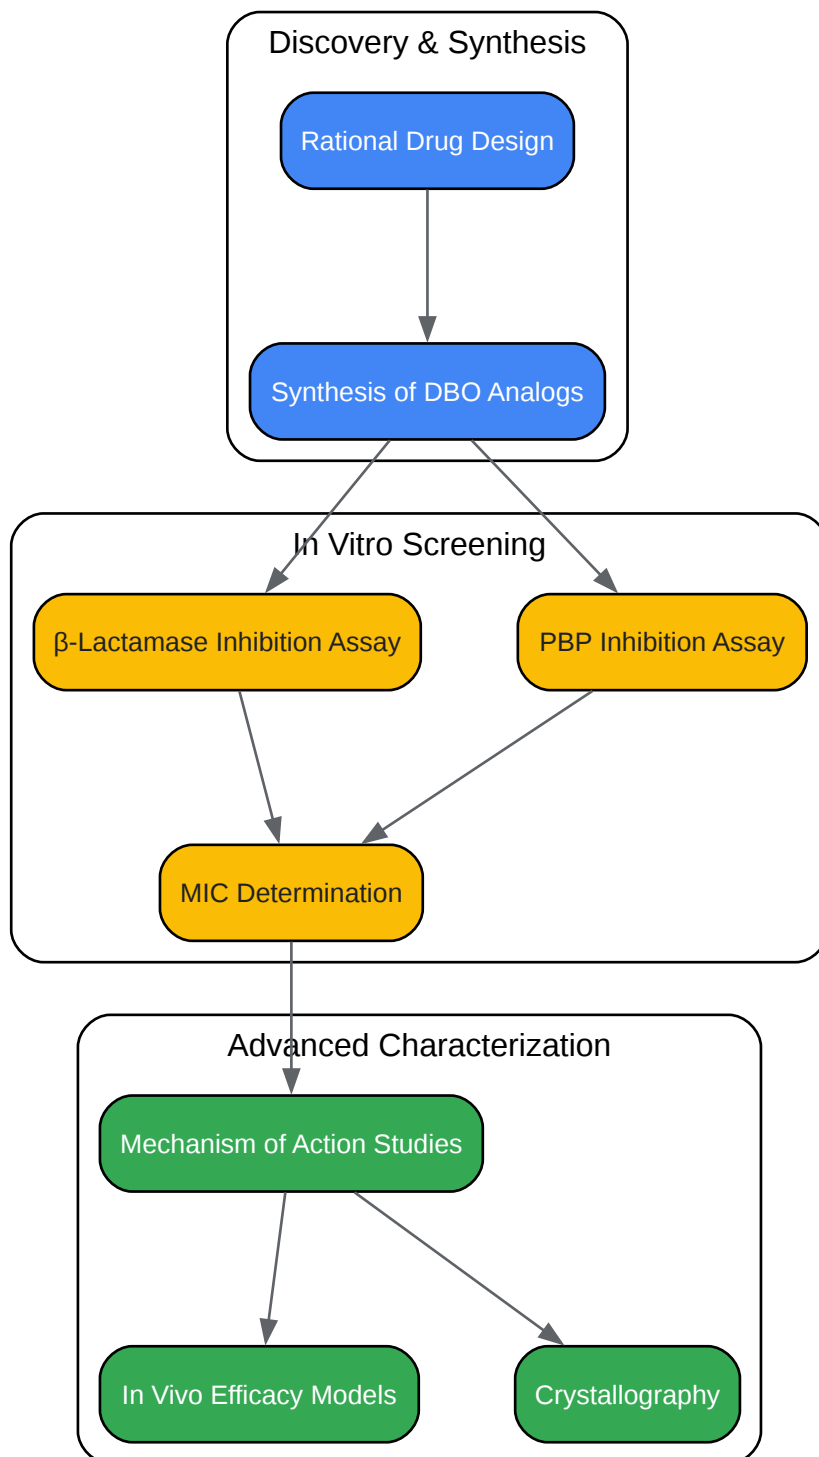 Discovery & Synthesis
Rational Drug Design
Synthesis of DBO Analogs
In Vitro Screening
β-Lactamase Inhibition Assay
PBP Inhibition Assay
MIC Determination
Advanced Characterization
Mechanism of Action Studies
In Vivo Efficacy Models
Crystallography